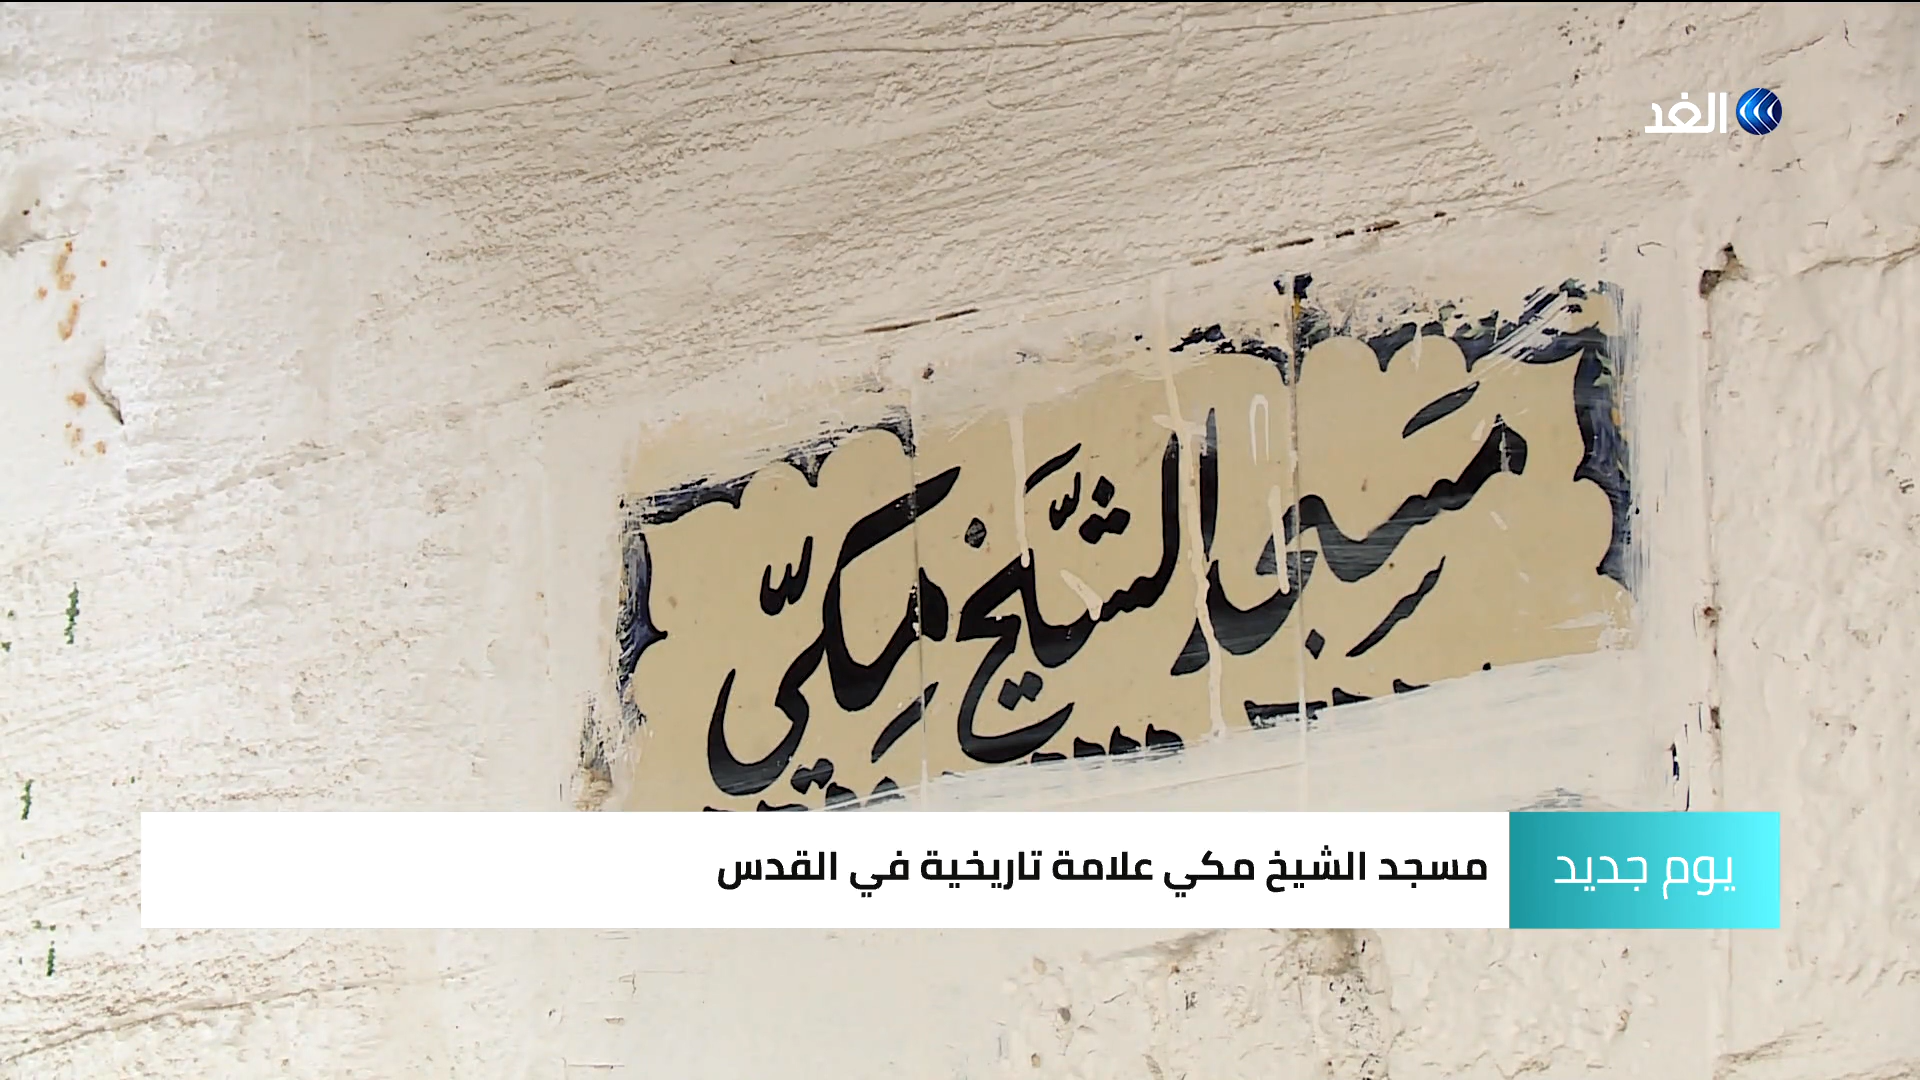 الغد
مسجد الشيخ مكي
يوم جديد
مسجد الشيخ مكي علامة تاريخية في القدس